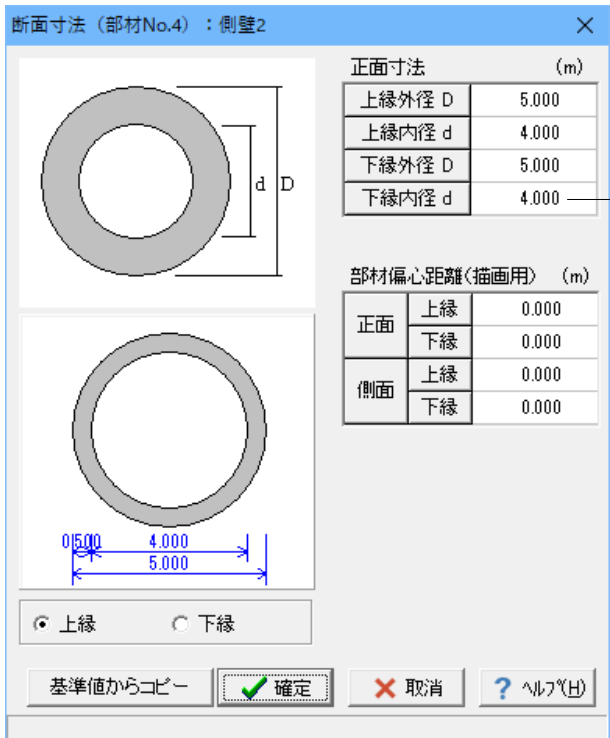 断面寸法（部材No.4）：側壁2
d D
正面寸法 (m)
上縁外径 D 5.000
上縁内径 d 4.000
下縁外径 D 5.000
下縁内径 d 4.000
部材偏心距離(描画用) (m)
正面 上縁 0.000
下縁 0.000
側面 上縁 0.000
下縁 0.000
4.000
5.000
上縁 下縁
基準値からコピー 確定 取消 ? ﾍﾙﾌﾟ(H)